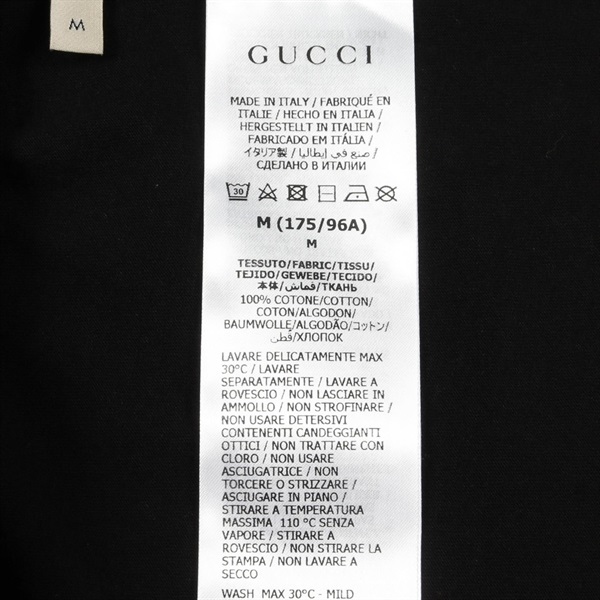 M
GUCCI
MADE IN ITALY / FABRIQUÉ EN
ITALIE / HECHO EN ITALIA /
HERGESTELLT IN ITALIEN /
FABRICADO EM ITÁLIA /
イタリア製 / صنع في إيطاليا /
СДЕЛАНО В ИТАЛИИ
30
M (175/96A)
M
TESSUTO/FABRIC/TISSU/
TEJIDO/GEWEBE/TECIDO/
本体/قماش/ТКАНЬ
100% COTONE/COTTON/
COTON/ALGODON/
BAUMWOLLE/ALGODÃO/コットン/
قُطن/ХЛОПОК
LAVARE DELICATAMENTE MAX
30°C / LAVARE
SEPARATAMENTE / LAVARE A
ROVESCIO / NON LASCIARE IN
AMMOLLO / NON STROFINARE /
NON USARE DETERSIVI
CONTENENTI CANDEGGIANTI
OTTICI / NON TRATTARE CON
CLORO / NON USARE
ASCIUGATRICE / NON
TORCERE O STRIZZARE /
ASCIUGARE IN PIANO /
STIRARE A TEMPERATURA
MASSIMA 110 °C SENZA
VAPORE / STIRARE A
ROVESCIO / NON STIRARE LA
STAMPA / NON LAVARE A
SECCO
WASH MAX 30°C - MILD